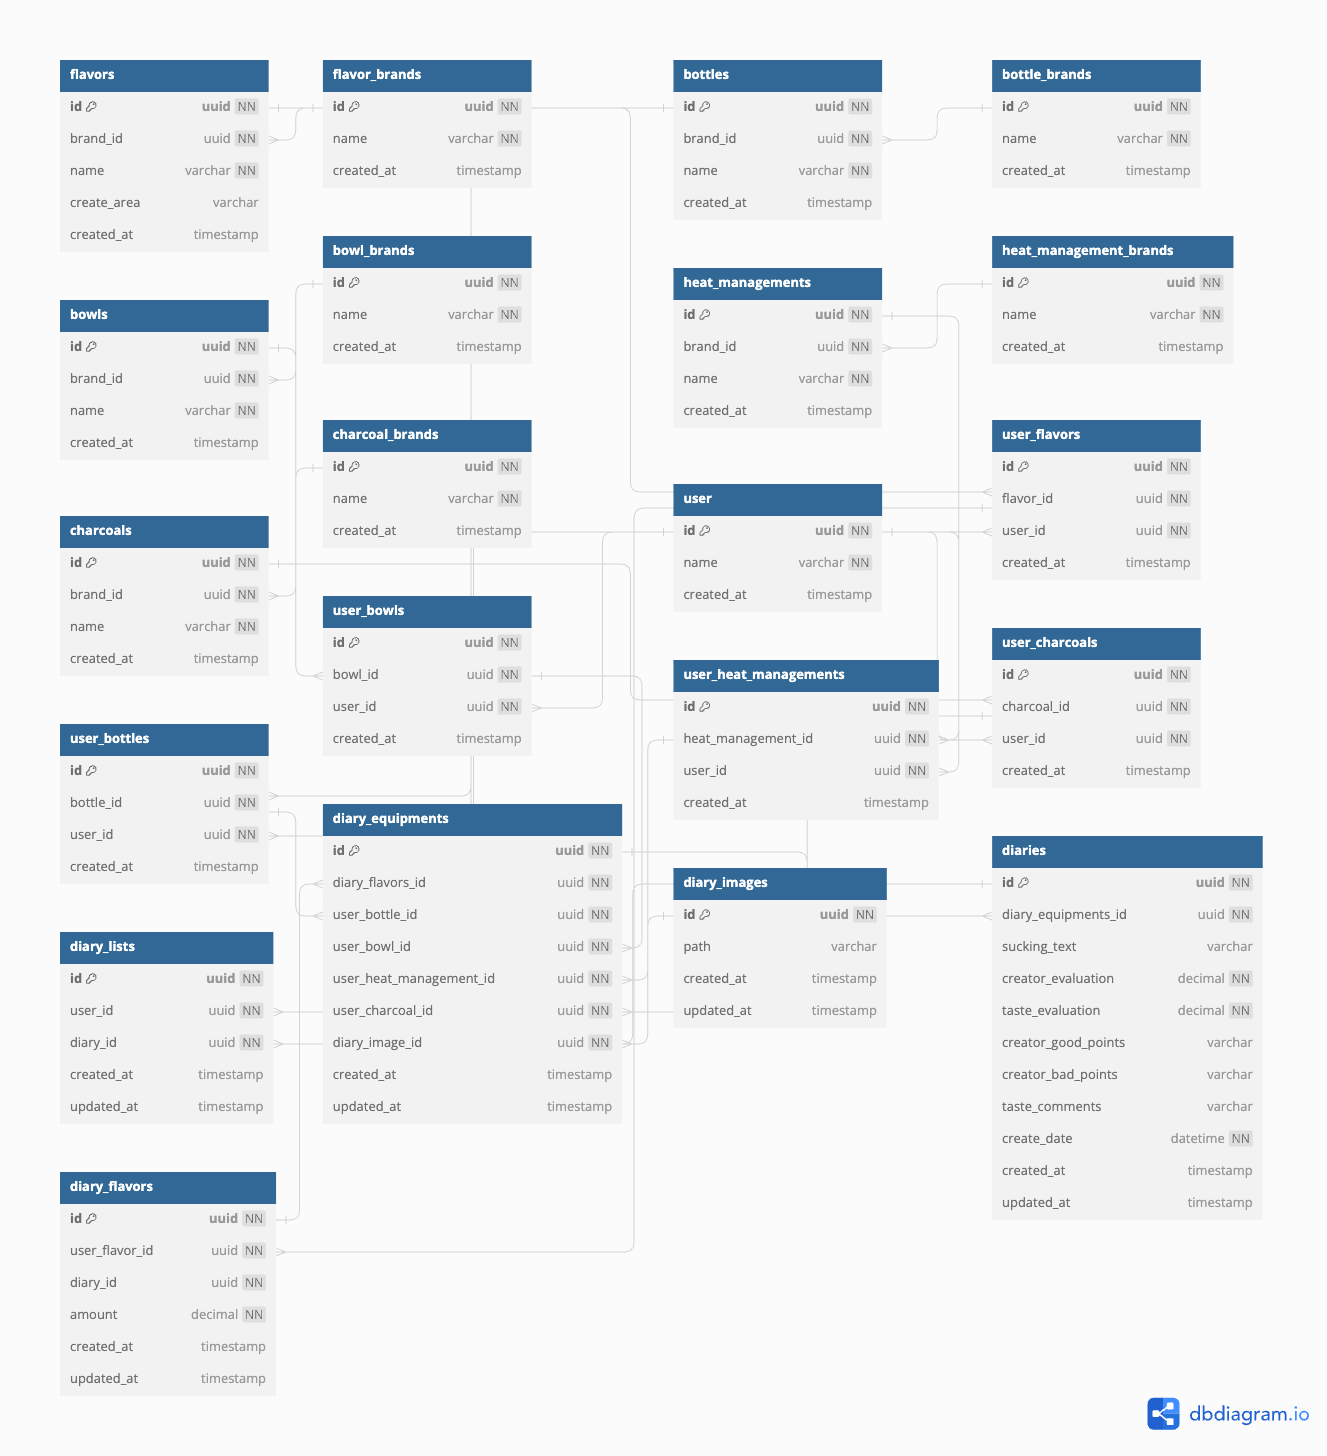 flavors
id uuid NN
brand_id uuid NN
name varchar NN
create_area varchar
created_at timestamp
flavor_brands
id uuid NN
name varchar NN
created_at timestamp
bottles
id uuid NN
brand_id uuid NN
name varchar NN
created_at timestamp
bottle_brands
id uuid NN
name varchar NN
created_at timestamp
bowl_brands
id uuid NN
name varchar NN
created_at timestamp
heat_managements
id uuid NN
brand_id uuid NN
name varchar NN
created_at timestamp
heat_management_brands
id uuid NN
name varchar NN
created_at timestamp
bowls
id uuid NN
brand_id uuid NN
name varchar NN
created_at timestamp
charcoal_brands
id uuid NN
name varchar NN
created_at timestamp
user
id uuid NN
name varchar NN
created_at timestamp
user_flavors
id uuid NN
flavor_id uuid NN
user_id uuid NN
created_at timestamp
charcoals
id uuid NN
brand_id uuid NN
name varchar NN
created_at timestamp
user_bowls
id uuid NN
bowl_id uuid NN
user_id uuid NN
created_at timestamp
user_heat_managements
id uuid NN
heat_management_id uuid NN
user_id uuid NN
created_at timestamp
user_charcoals
id uuid NN
charcoal_id uuid NN
user_id uuid NN
created_at timestamp
user_bottles
id uuid NN
bottle_id uuid NN
user_id uuid NN
created_at timestamp
diary_equipments
id uuid NN
diary_flavors_id uuid NN
user_bottle_id uuid NN
user_bowl_id uuid NN
user_heat_management_id uuid NN
user_charcoal_id uuid NN
diary_image_id uuid NN
created_at timestamp
updated_at timestamp
diary_images
id uuid NN
path varchar
created_at timestamp
updated_at timestamp
diaries
id uuid NN
diary_equipments_id uuid NN
sucking_text varchar
creator_evaluation decimal NN
taste_evaluation decimal NN
creator_good_points varchar
creator_bad_points varchar
taste_comments varchar
create_date datetime NN
created_at timestamp
updated_at timestamp
diary_lists
id uuid NN
user_id uuid NN
diary_id uuid NN
created_at timestamp
updated_at timestamp
diary_flavors
id uuid NN
user_flavor_id uuid NN
diary_id uuid NN
amount decimal NN
created_at timestamp
updated_at timestamp
dbdiagram.io